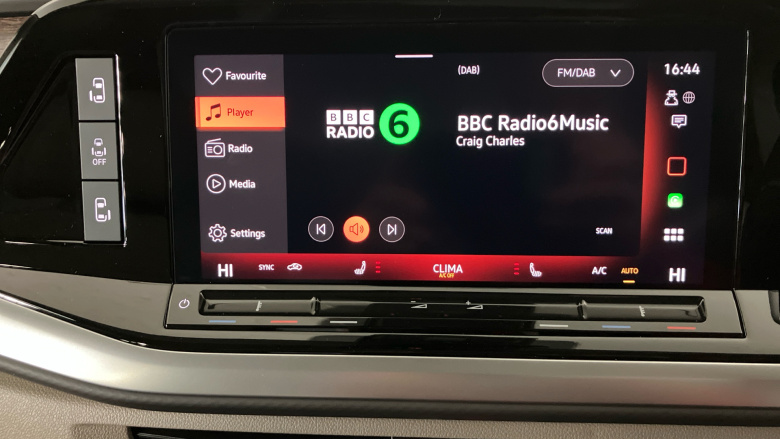 Favourite
(DAB)
FM/DAB
16:44
Player
BBC
RADIO 6
BBC Radio6Music
Craig Charles
Radio
Media
OFF
Settings
SCAN
HI
SYNC
CLIMA
A/C OFF
A/C
AUTO
HI